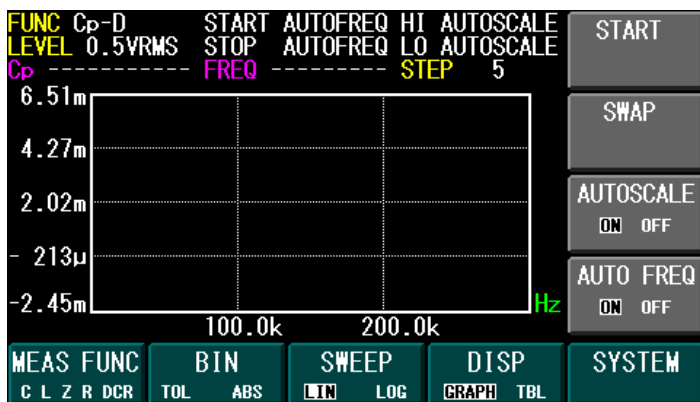 FUNC Cp-D START AUTOFREQ HI AUTOSCALE
LEVEL 0.5VRMS STOP AUTOFREQ LO AUTOSCALE
Cp ----------- FREQ --------- STEP 5
START
SWAP
AUTOSCALE
ON OFF
AUTO FREQ
ON OFF
6.51m
4.27m
2.02m
- 213µ
-2.45m
Hz
100.0k 200.0k
MEAS FUNC BIN SWEEP DISP SYSTEM
C L Z R DCR TOL ABS LIN LOG GRAPH TBL